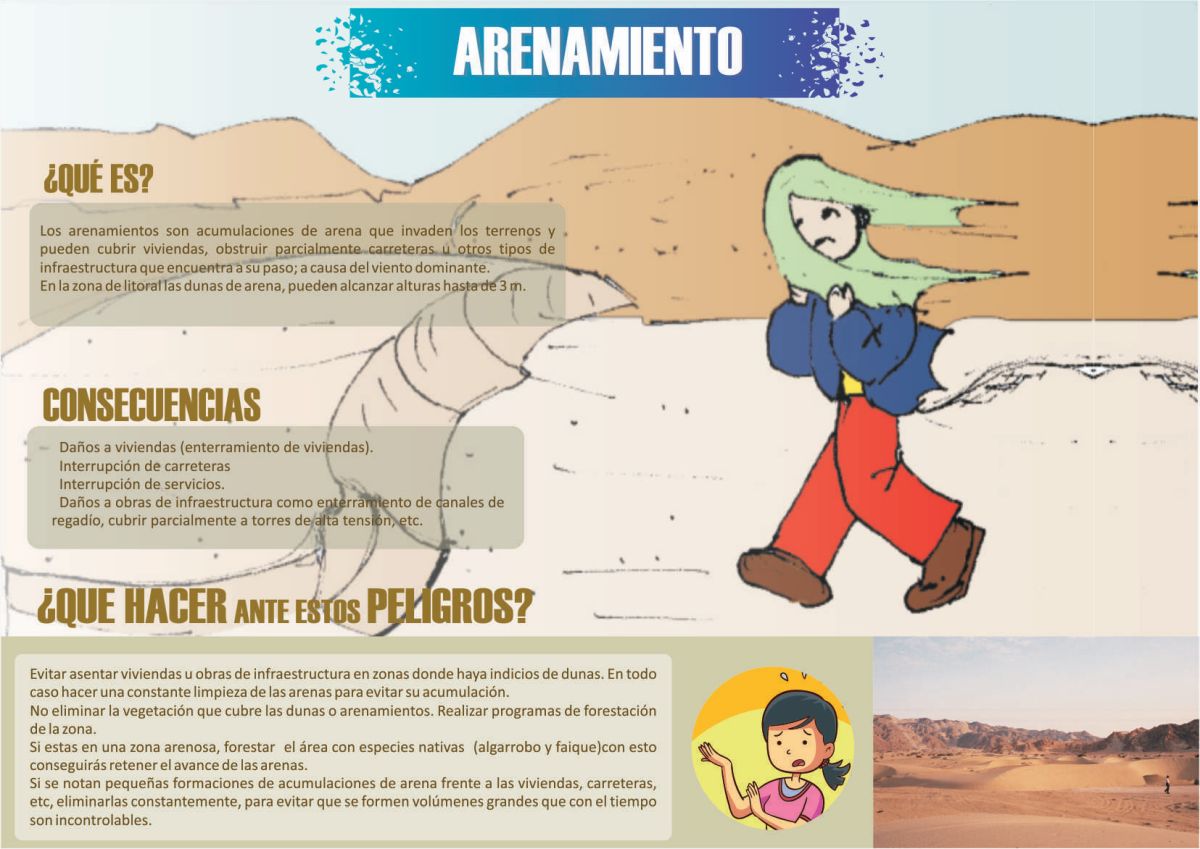 ARENAMIENTO
¿QUÉ ES?
Los arenamientos son acumulaciones de arena que invaden los terrenos y
pueden cubrir viviendas, obstruir parcialmente carreteras u otros tipos de
infraestructura que encuentra a su paso; a causa del viento dominante.
En la zona de litoral las dunas de arena, pueden alcanzar alturas hasta de 3 m.
CONSECUENCIAS
Daños a viviendas (enterramiento de viviendas).
Interrupción de carreteras
Interrupción de servicios.
Daños a obras de infraestructura como enterramiento de canales de
regadío, cubrir parcialmente a torres de alta tensión, etc.
¿QUE HACER ANTE ESTOS PELIGROS?
Evitar asentar viviendas u obras de infraestructura en zonas donde haya indicios de dunas. En todo
caso hacer una constante limpieza de las arenas para evitar su acumulación.
No eliminar la vegetación que cubre las dunas o arenamientos. Realizar programas de forestación
de la zona.
Si estas en una zona arenosa, forestar el área con especies nativas (algarrobo y faique)con esto
conseguirás retener el avance de las arenas.
Si se notan pequeñas formaciones de acumulaciones de arena frente a las viviendas, carreteras,
etc, eliminarlas constantemente, para evitar que se formen volúmenes grandes que con el tiempo
son incontrolables.